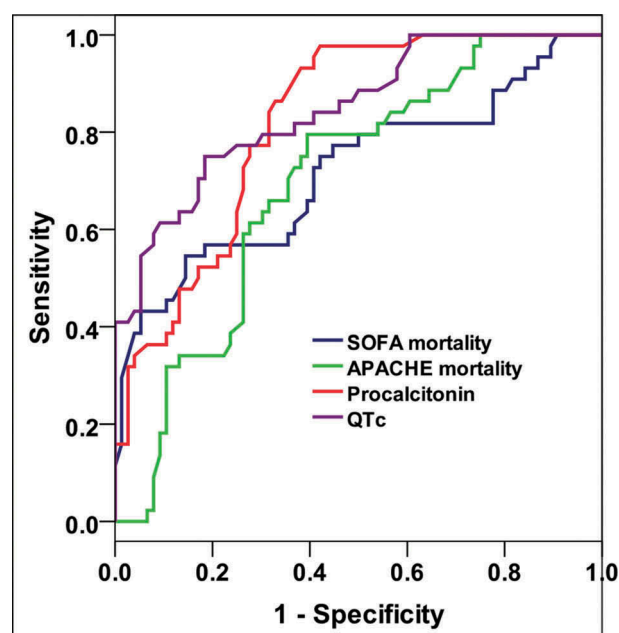 1.0
0.8
0.6
0.4
0.2
0.0
Sensitivity
SOFA mortality
APACHE mortality
Procalcitonin
QTc
0.0 0.2 0.4 0.6 0.8 1.0
1 - Specificity